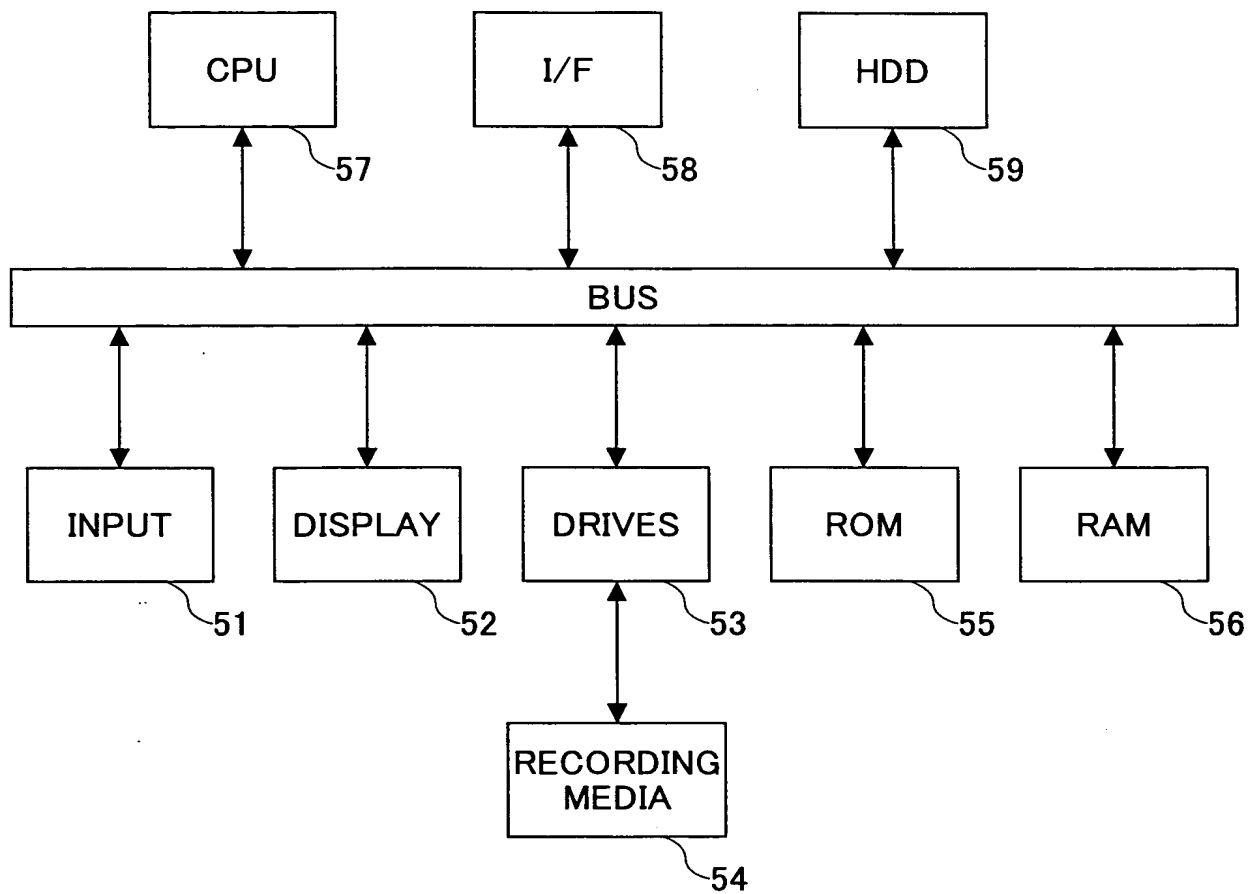 CPU
I/F
HDD
57
58
59
BUS
INPUT
DISPLAY
DRIVES
ROM
RAM
51
52
53
55
56
RECORDING
MEDIA
54